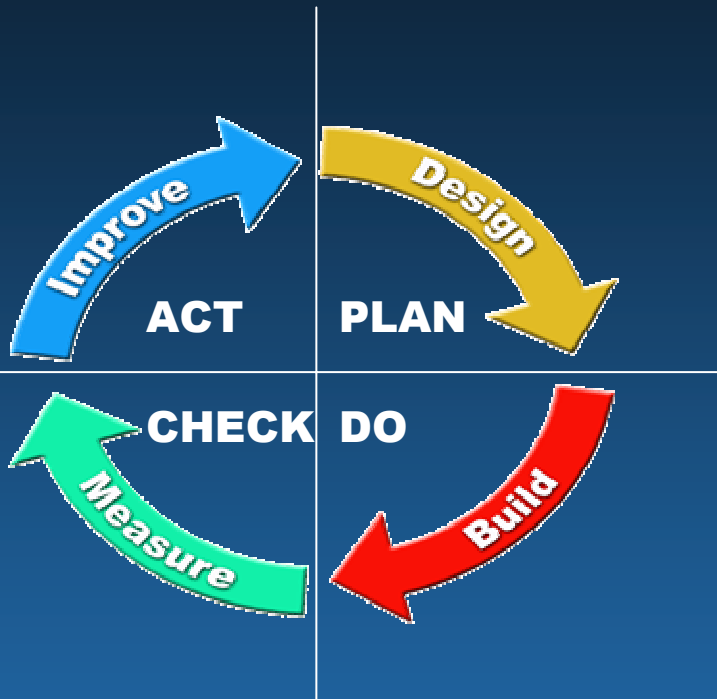 Improve
Design
ACT
PLAN
CHECK
DO
Measure
Build